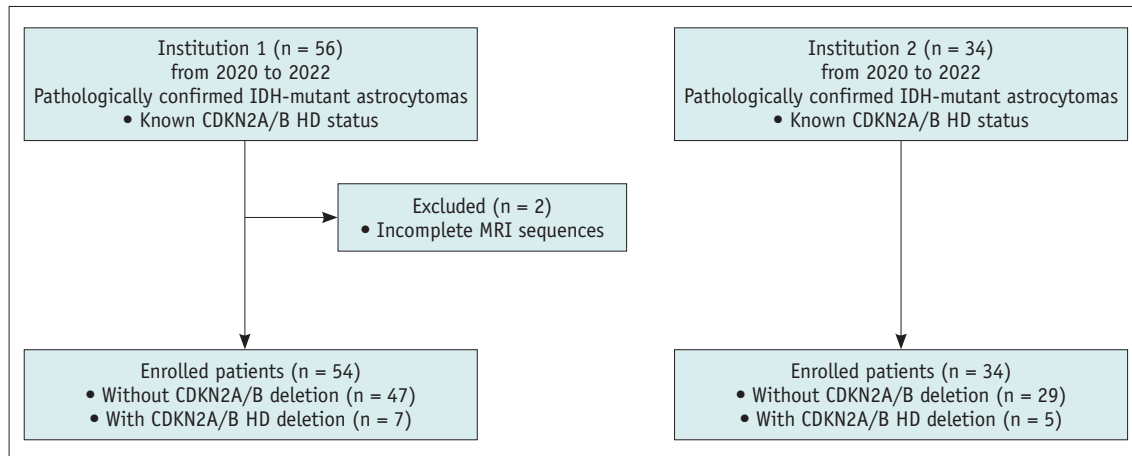 Institution 1 (n = 56)
from 2020 to 2022
Pathologically confirmed IDH-mutant astrocytomas
• Known CDKN2A/B HD status
Excluded (n = 2)
• Incomplete MRI sequences
Enrolled patients (n = 54)
• Without CDKN2A/B deletion (n = 47)
• With CDKN2A/B HD deletion (n = 7)
Institution 2 (n = 34)
from 2020 to 2022
Pathologically confirmed IDH-mutant astrocytomas
• Known CDKN2A/B HD status
Enrolled patients (n = 34)
• Without CDKN2A/B deletion (n = 29)
• With CDKN2A/B HD deletion (n = 5)